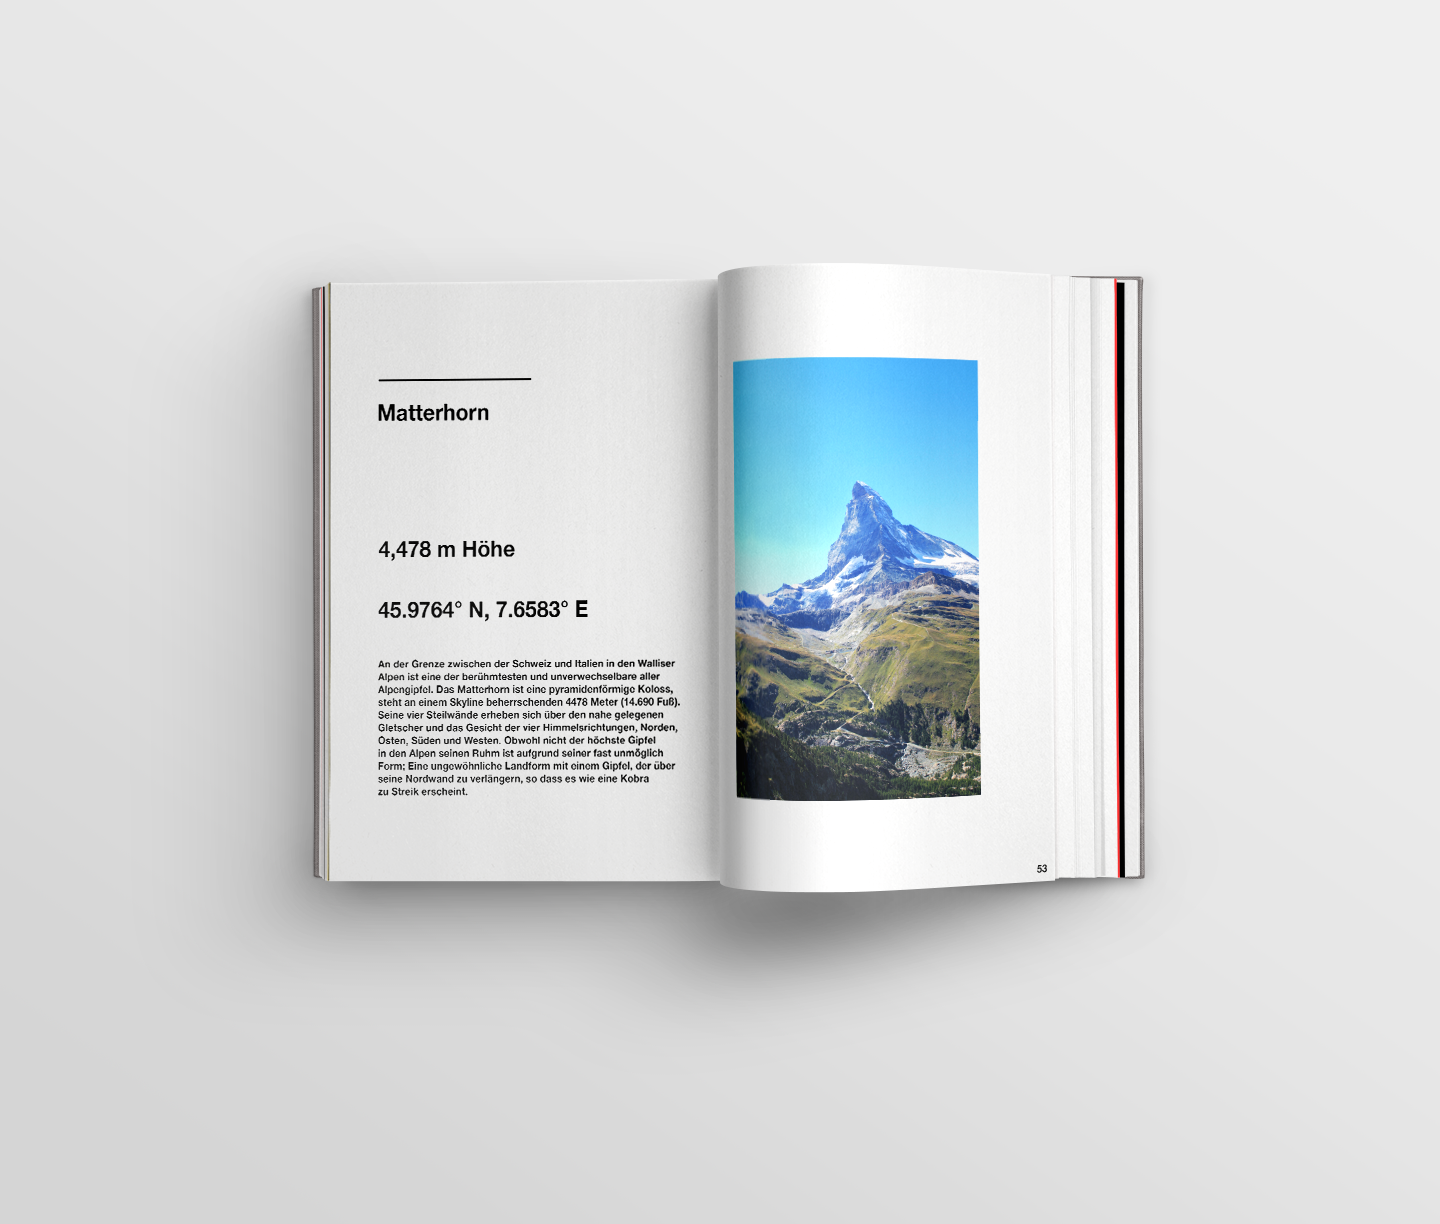 Matterhorn
4,478 m Höhe
45.9764° N, 7.6583° E
An der Grenze zwischen der Schweiz und Italien in den Walliser
Alpen ist eine der berühmtesten und unverwechselbare aller
Alpengipfel. Das Matterhorn ist eine pyramidenförmige Koloss,
steht an einem Skyline beherrschenden 4478 Meter (14.690 Fuß).
Seine vier Steilwände erheben sich über den nahe gelegenen
Gletscher und das Gesicht der vier Himmelsrichtungen, Norden,
Osten, Süden und Westen. Obwohl nicht der höchste Gipfel
in den Alpen seinen Ruhm ist aufgrund seiner fast unmöglich
Form; Eine ungewöhnliche Landform mit einem Gipfel, der über
seine Nordwand zu verlängern, so dass es wie eine Kobra
zu Streik erscheint.
53